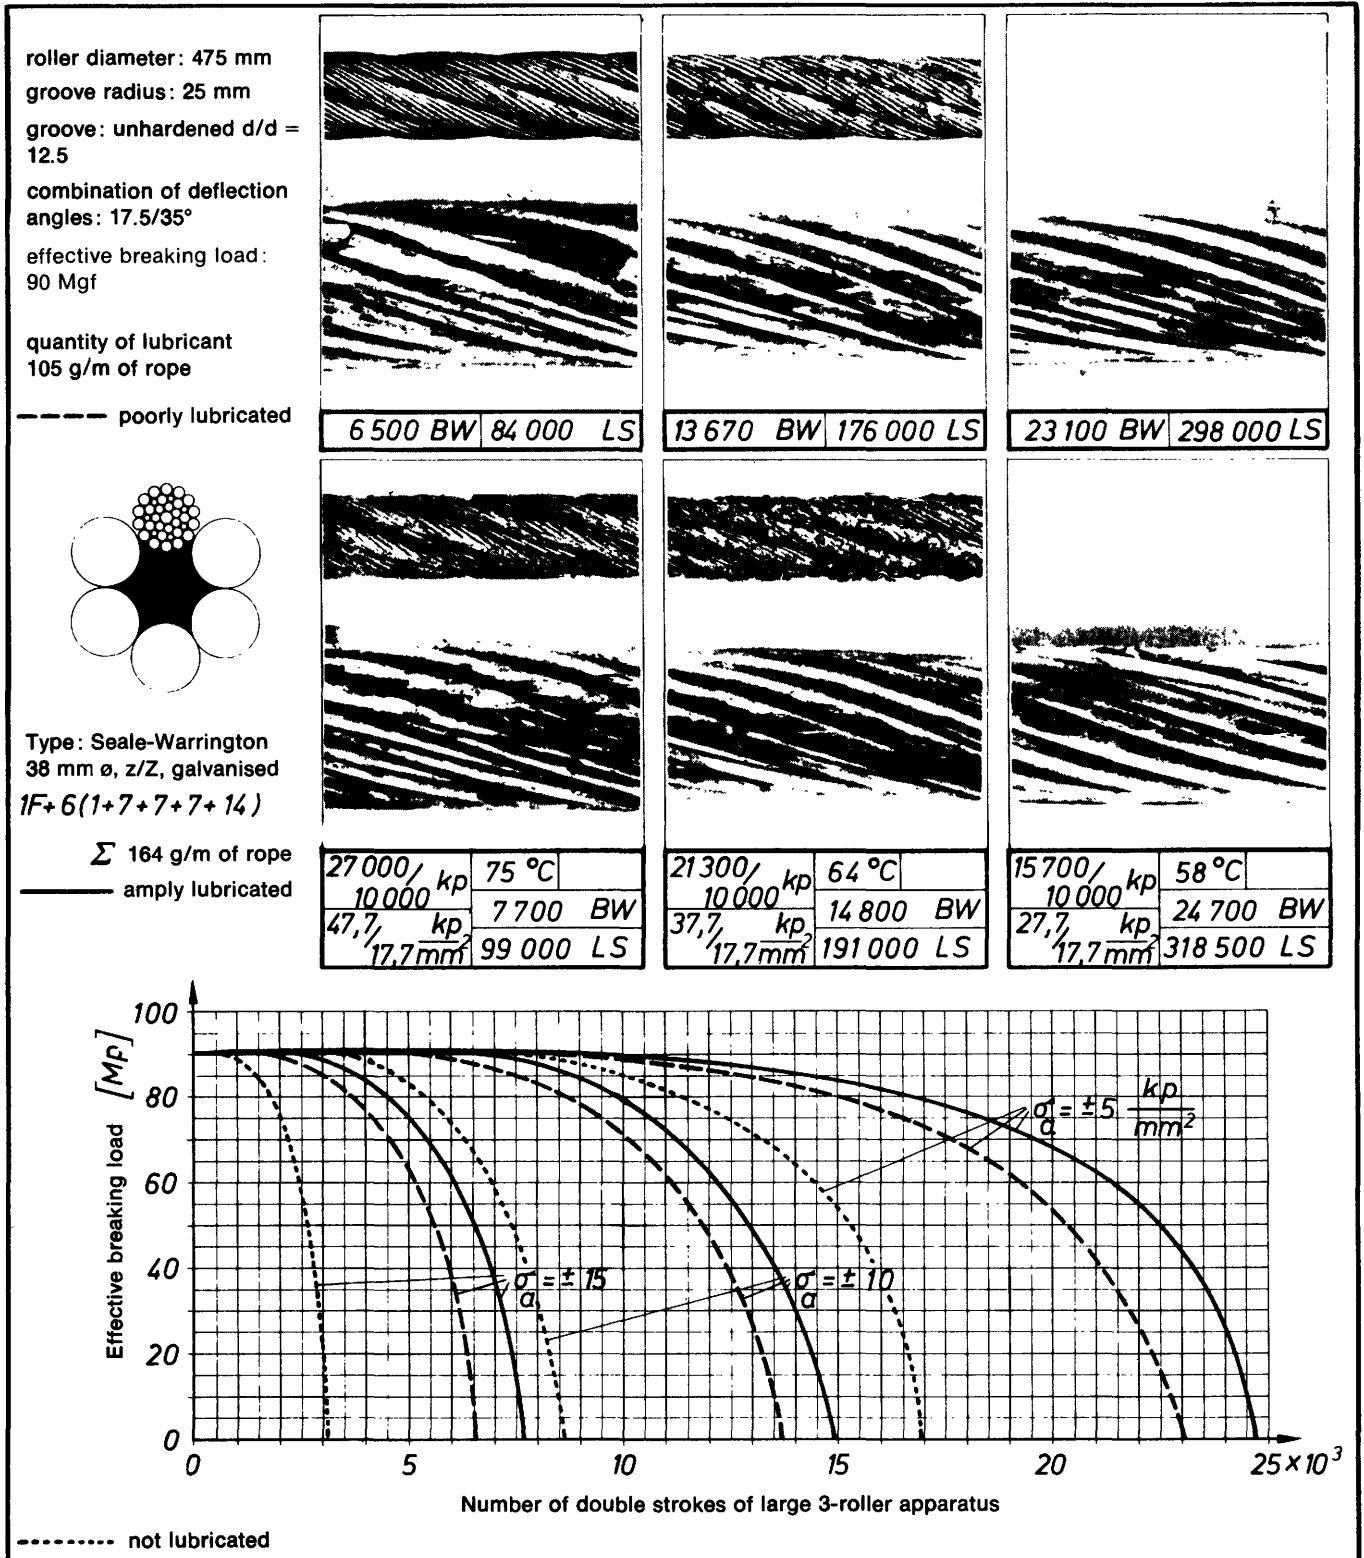 roller diameter: 475 mm
groove radius: 25 mm
groove: unhardened d/d =
12.5
combination of deflection
angles: 17.5/35°
effective breaking load:
90 Mgf
quantity of lubricant
105 g/m of rope
poorly lubricated
6 500 BW 84 000 LS
13 670 BW 176 000 LS
23 100 BW 298 000 LS
Type: Seale-Warrington
38 mm ø, z/Z, galvanised
1F+6(1+7+7+7+14)
Σ 164 g/m of rope
amply lubricated
27 000/10 000 kp 75 °C
7 700 BW
47,7/17,7 kp/mm² 99 000 LS
21 300/10 000 kp 64 °C
14 800 BW
37,7/17,7 kp/mm² 191 000 LS
15 700/10 000 kp 58 °C
24 700 BW
27,7/17,7 kp/mm² 318 500 LS
Effective breaking load [Mp]
100
80
60
40
20
0
σa = ±5 kp/mm²
σa = ± 15
σa = ± 10
0 5 10 15 20 25×10³
Number of double strokes of large 3-roller apparatus
not lubricated